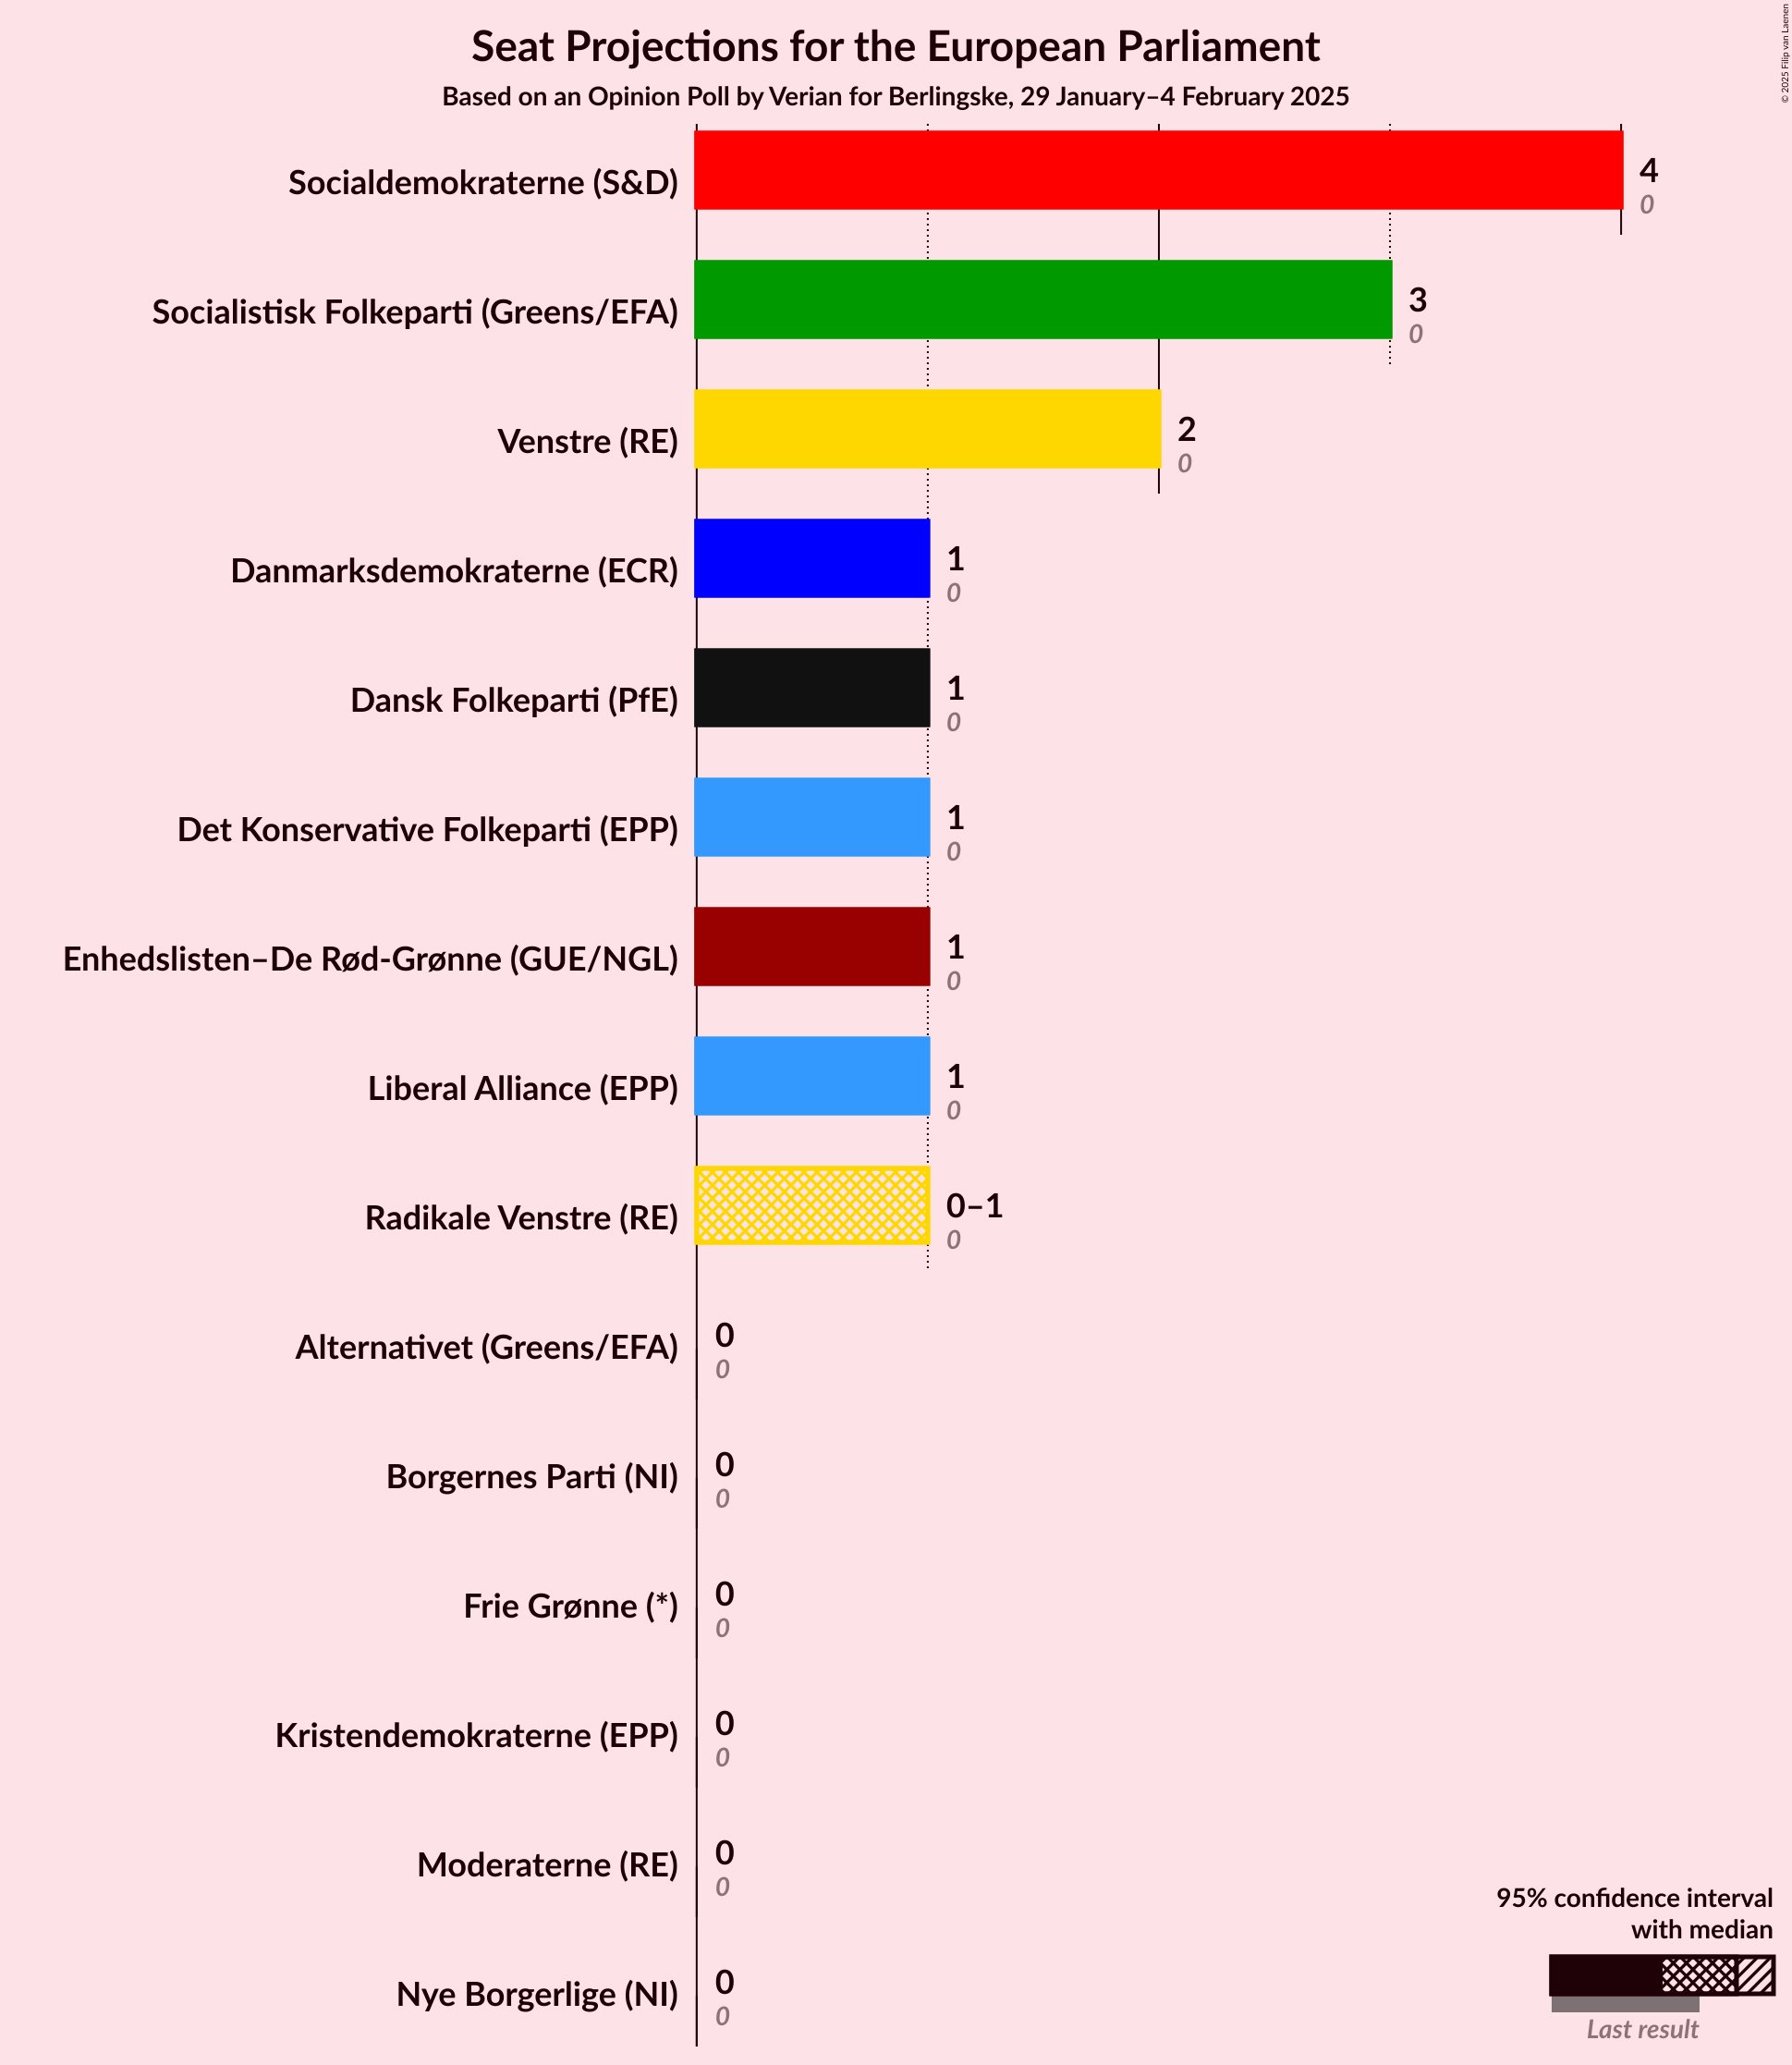 Seat Projections for the European Parliament
Based on an Opinion Poll by Verian for Berlingske, 29 January–4 February 2025
© 2025 Filip van Laenen
Socialdemokraterne (S&D)
4
0
Socialistisk Folkeparti (Greens/EFA)
3
0
Venstre (RE)
2
0
Danmarksdemokraterne (ECR)
1
0
Dansk Folkeparti (PfE)
1
0
Det Konservative Folkeparti (EPP)
1
0
Enhedslisten–De Rød-Grønne (GUE/NGL)
1
0
Liberal Alliance (EPP)
1
0
Radikale Venstre (RE)
0–1
0
Alternativet (Greens/EFA)
0
0
Borgernes Parti (NI)
0
0
Frie Grønne (*)
0
0
Kristendemokraterne (EPP)
0
0
Moderaterne (RE)
0
0
Nye Borgerlige (NI)
0
0
95% confidence interval
with median
Last result